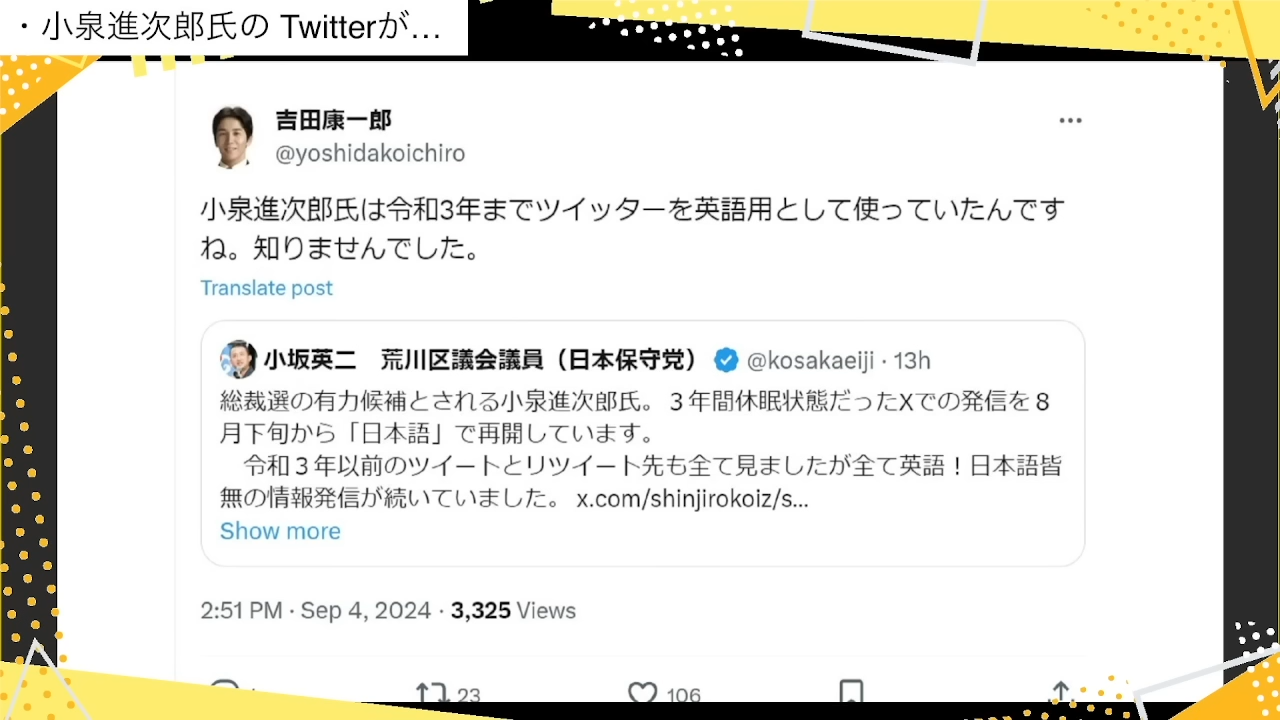 ・小泉進次郎氏の Twitterが…
吉田康一郎
@yoshidakoichiro
小泉進次郎氏は令和3年までツイッターを英語用として使っていたんです
ね。知りませんでした。
Translate post
小坂英二 荒川区議会議員（日本保守党） @kosakaeiji · 13h
総裁選の有力候補とされる小泉進次郎氏。３年間休眠状態だったXでの発信を８
月下旬から「日本語」で再開しています。
　令和３年以前のツイートとリツイート先も全て見ましたが全て英語！日本語皆
無の情報発信が続いていました。 x.com/shinjirokoiz/s...
Show more
2:51 PM · Sep 4, 2024 · 3,325 Views
23 106